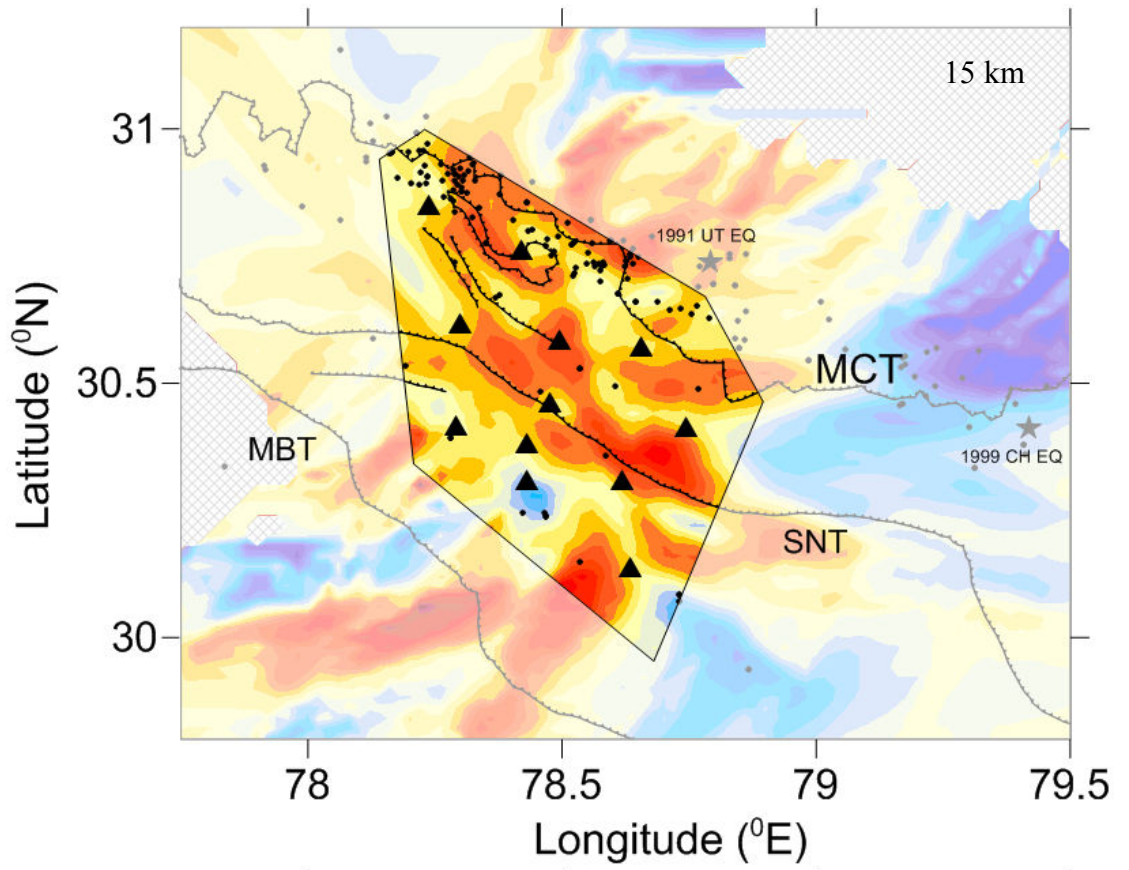 15 km
31
1991 UT EQ
30.5
MCT
MBT
1999 CH EQ
SNT
30
78
78.5
79
79.5
Latitude (⁰N)
Longitude (⁰E)